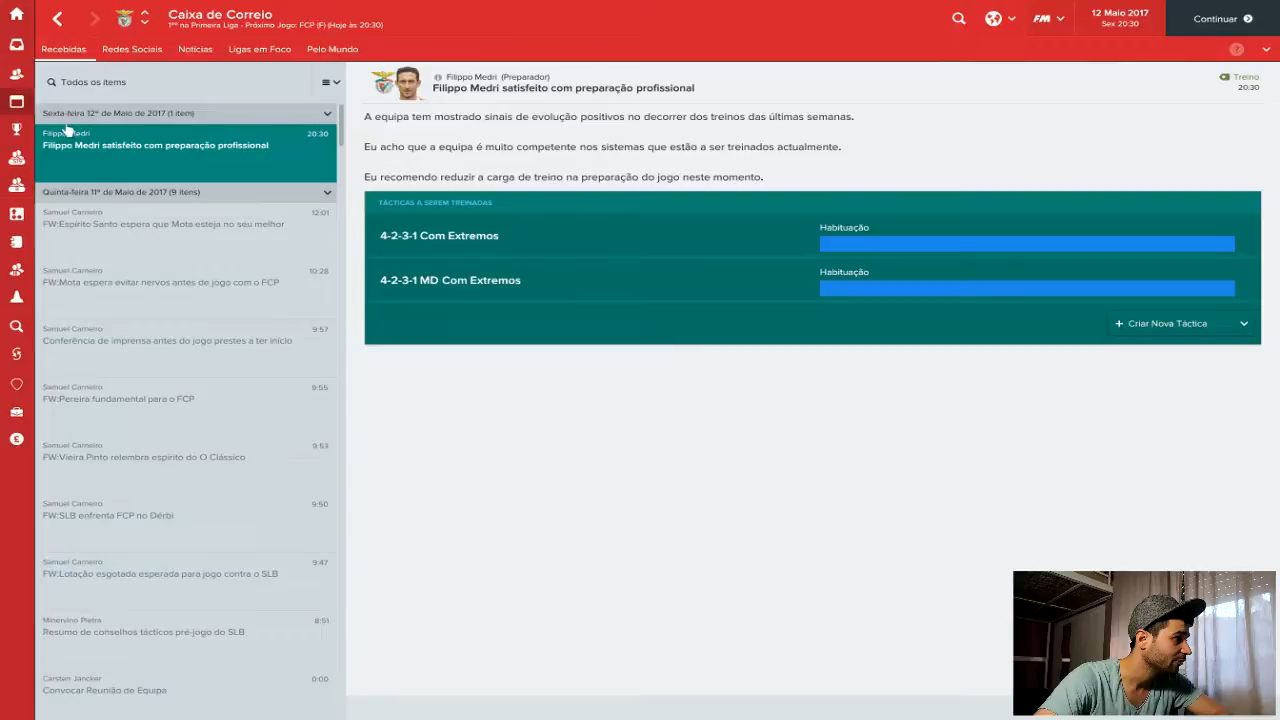 Caixa de Correio
1º na Primeira Liga - Próximo Jogo: FCP (F) (Hoje às 20:30)
FM
12 Maio 2017
Sex 20:30
Continuar
Recebidas
Redes Sociais
Notícias
Ligas em Foco
Pelo Mundo
?
Todos os itens
Sexta-feira 12º de Maio de 2017 (1 item)
20:30
Filippo Medri satisfeito com preparação profissional
Quinta-feira 11º de Maio de 2017 (9 itens)
Samuel Carneiro 12:01
FW:Espírito Santo espera que Mota esteja no seu melhor
Samuel Carneiro 10:28
FW:Mota espera evitar nervos antes de jogo com o FCP
Samuel Carneiro 9:57
Conferência de imprensa antes do jogo prestes a ter início
Samuel Carneiro 9:55
FW:Pereira fundamental para o FCP
Samuel Carneiro 9:53
FW:Vieira Pinto relembra espírito do O Clássico
Samuel Carneiro 9:50
FW:SLB enfrenta FCP no Dérbi
Samuel Carneiro 9:47
FW:Lotação esgotada esperada para jogo contra o SLB
Minervino Pietra 8:51
Resumo de conselhos tácticos pré-jogo do SLB
Carsten Jancker 0:00
Convocar Reunião de Equipa
Filippo Medri (Preparador)
Filippo Medri satisfeito com preparação profissional
Treino
20:30
A equipa tem mostrado sinais de evolução positivos no decorrer dos treinos das últimas semanas.
Eu acho que a equipa é muito competente nos sistemas que estão a ser treinados actualmente.
Eu recomendo reduzir a carga de treino na preparação do jogo neste momento.
TÁCTICAS A SEREM TREINADAS
4-2-3-1 Com Extremos
Habituação
4-2-3-1 MD Com Extremos
Habituação
+ Criar Nova Táctica